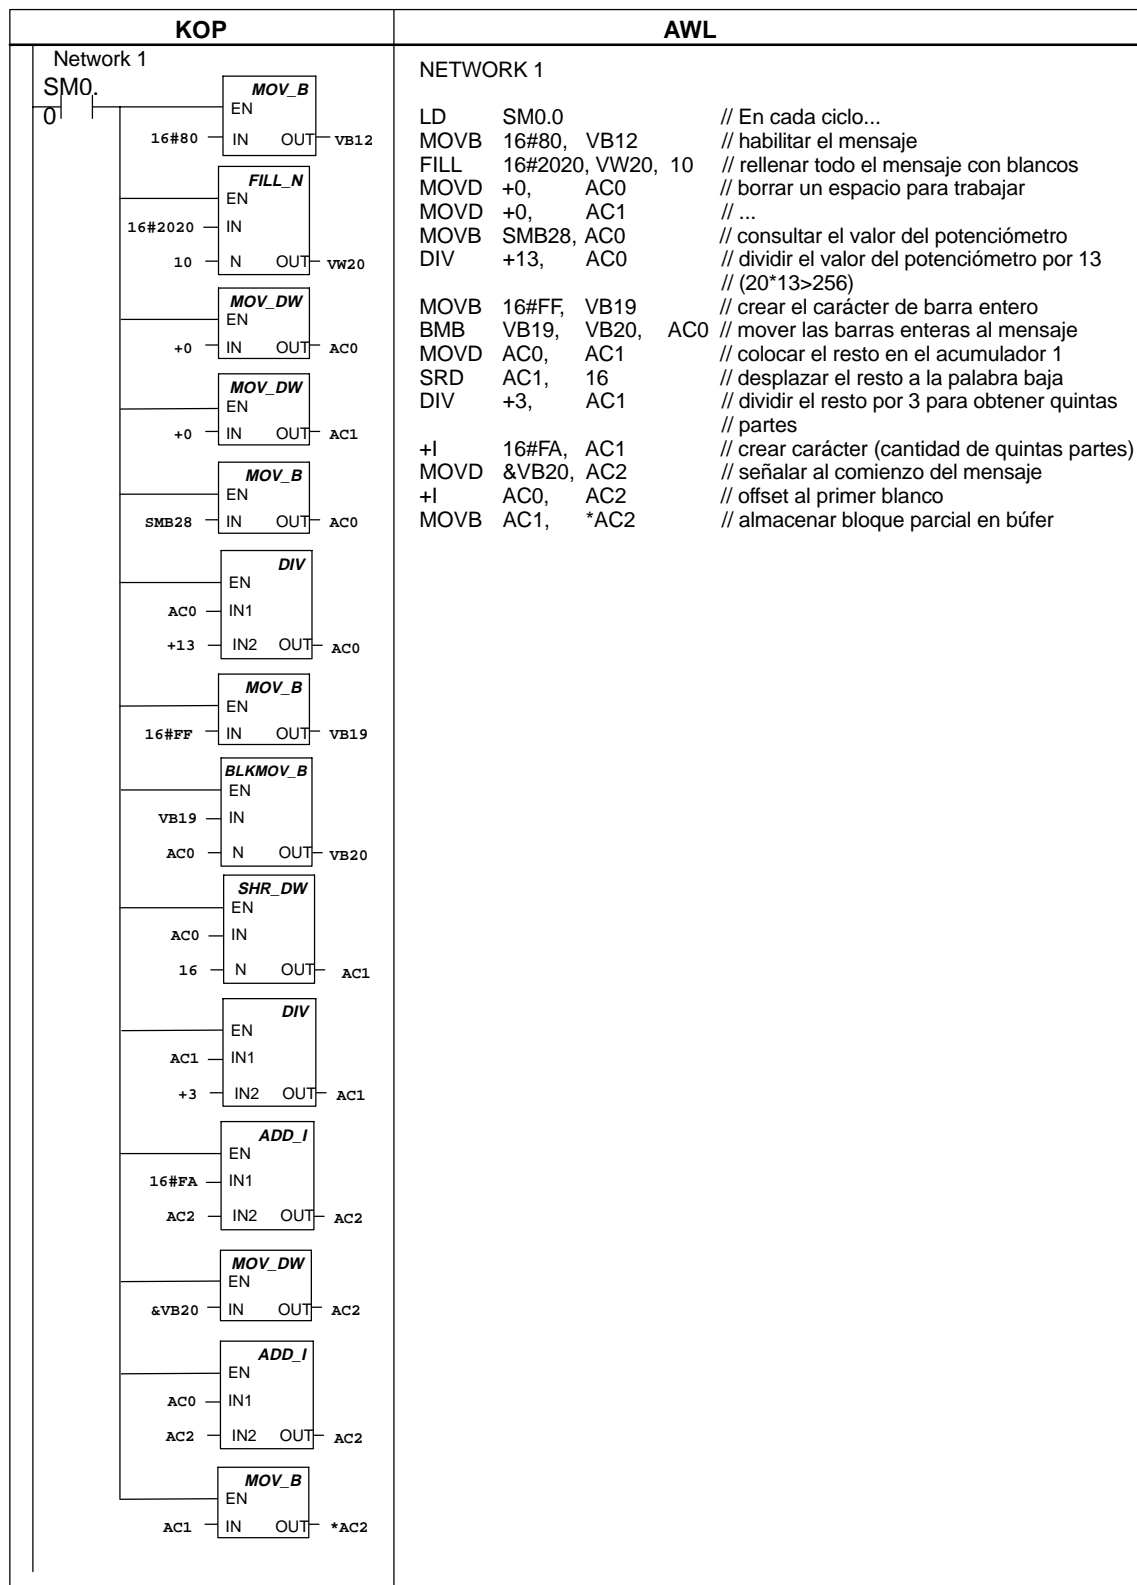 KOP
AWL
Network 1
SM0.
0
MOV_B
EN
16#80 IN OUT VB12
FILL_N
EN
16#2020 IN
10 N OUT VW20
MOV_DW
EN
+0 IN OUT AC0
MOV_DW
EN
+0 IN OUT AC1
MOV_B
EN
SMB28 IN OUT AC0
DIV
EN
AC0 IN1
+13 IN2 OUT AC0
MOV_B
EN
16#FF IN OUT VB19
BLKMOV_B
EN
VB19 IN
AC0 N OUT VB20
SHR_DW
EN
AC0 IN
16 N OUT AC1
DIV
EN
AC1 IN1
+3 IN2 OUT AC1
ADD_I
EN
16#FA IN1
AC2 IN2 OUT AC2
MOV_DW
EN
&VB20 IN OUT AC2
ADD_I
EN
AC0 IN1
AC2 IN2 OUT AC2
MOV_B
EN
AC1 IN OUT *AC2
NETWORK 1
LD SM0.0 // En cada ciclo...
MOVB 16#80, VB12 // habilitar el mensaje
FILL 16#2020, VW20, 10 // rellenar todo el mensaje con blancos
MOVD +0, AC0 // borrar un espacio para trabajar
MOVD +0, AC1 // ...
MOVB SMB28, AC0 // consultar el valor del potenciómetro
DIV +13, AC0 // dividir el valor del potenciómetro por 13
// (20*13>256)
MOVB 16#FF, VB19 // crear el carácter de barra entero
BMB VB19, VB20, AC0 // mover las barras enteras al mensaje
MOVD AC0, AC1 // colocar el resto en el acumulador 1
SRD AC1, 16 // desplazar el resto a la palabra baja
DIV +3, AC1 // dividir el resto por 3 para obtener quintas
// partes
+I 16#FA, AC1 // crear carácter (cantidad de quintas partes)
MOVD &VB20, AC2 // señalar al comienzo del mensaje
+I AC0, AC2 // offset al primer blanco
MOVB AC1, *AC2 // almacenar bloque parcial en búfer